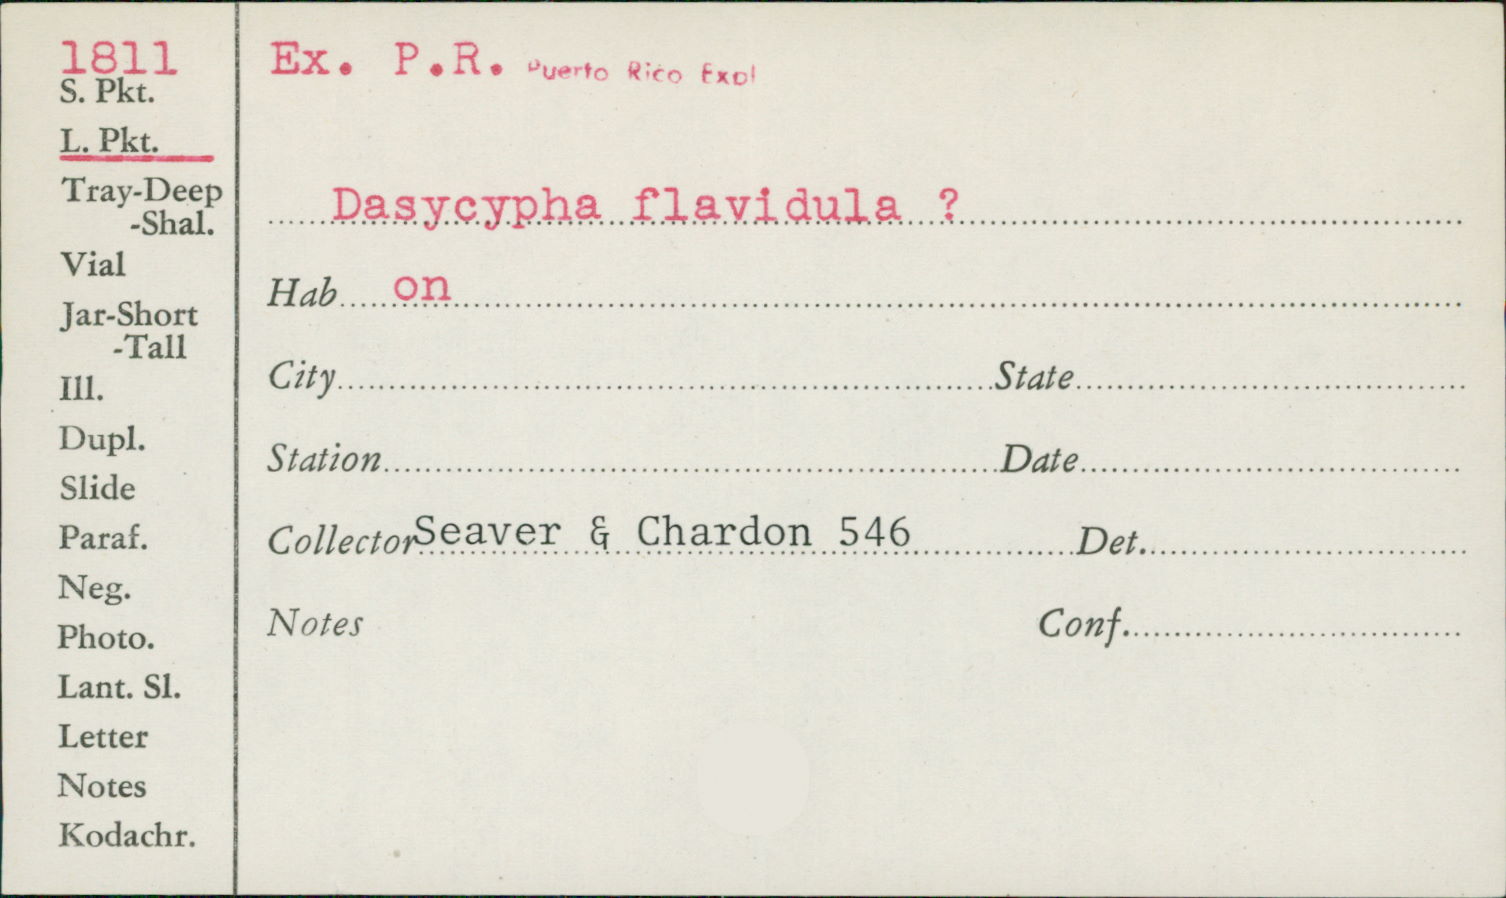 1811
S. Pkt.
L. Pkt.
Tray-Deep
-Shal.
Vial
Jar-Short
-Tall
Ill.
Dupl.
Slide
Paraf.
Neg.
Photo.
Lant. Sl.
Letter
Notes
Kodachr.
Ex. P.R. Puerto Rico Expl
Dasycypha flavidula ?
Hab on
City State
Station Date
Collector Seaver & Chardon 546 Det.
Notes Conf.